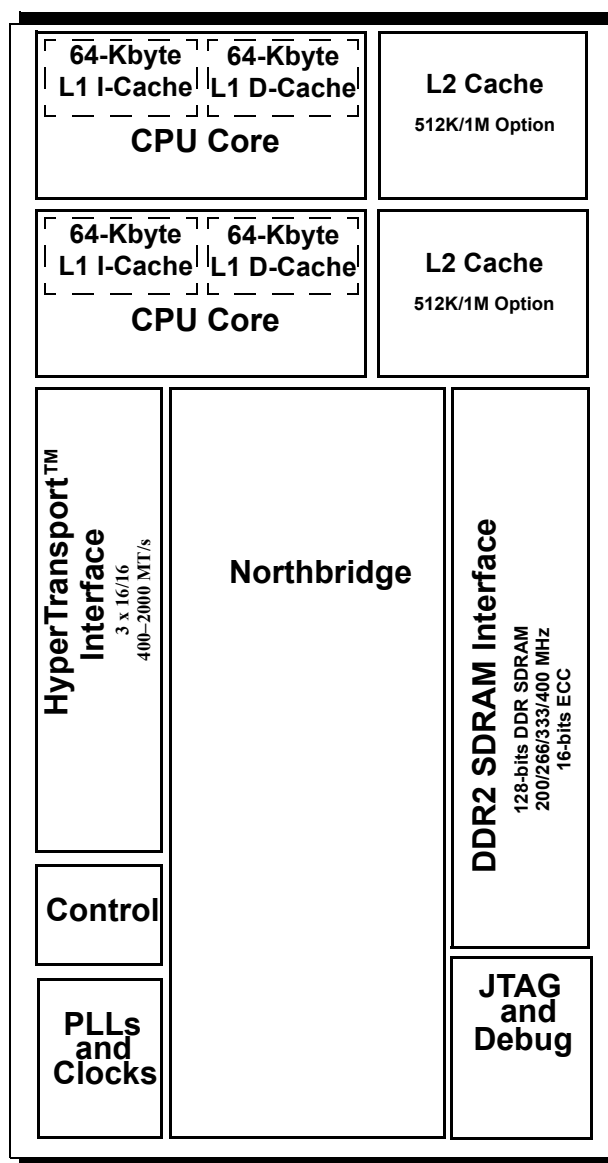 64-Kbyte
L1 I-Cache
64-Kbyte
L1 D-Cache
CPU Core
L2 Cache
512K/1M Option
64-Kbyte
L1 I-Cache
64-Kbyte
L1 D-Cache
CPU Core
L2 Cache
512K/1M Option
HyperTransport™
Interface
3 x 16/16
400–2000 MT/s
Northbridge
DDR2 SDRAM Interface
128-bits DDR SDRAM
200/266/333/400 MHz
16-bits ECC
Control
PLLs
and
Clocks
JTAG
and
Debug